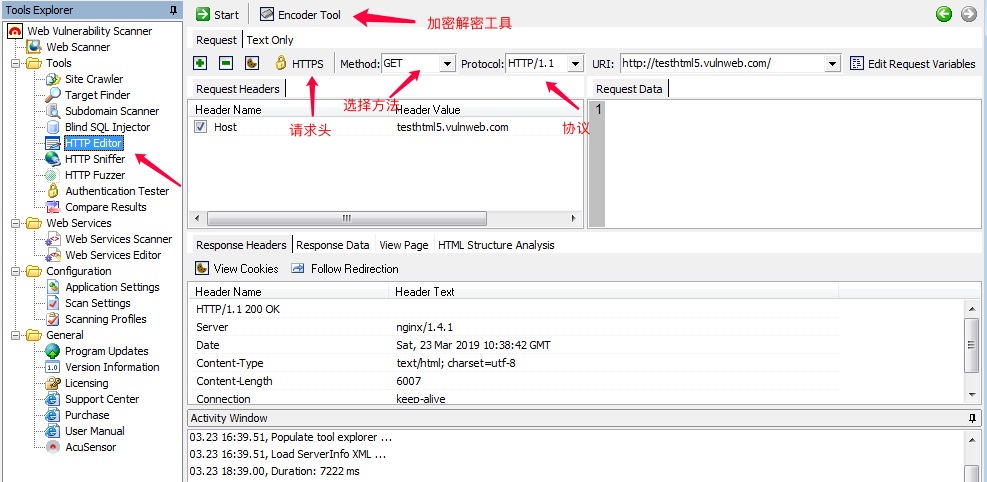 Tools Explorer
Web Vulnerability Scanner
Web Scanner
Tools
Site Crawler
Target Finder
Subdomain Scanner
Blind SQL Injector
HTTP Editor
HTTP Sniffer
HTTP Fuzzer
Authentication Tester
Compare Results
Web Services
Web Services Scanner
Web Services Editor
Configuration
Application Settings
Scan Settings
Scanning Profiles
General
Program Updates
Version Information
Licensing
Support Center
Purchase
User Manual
AcuSensor
Start Encoder Tool 加密解密工具
Request Text Only
HTTPS Method: GET Protocol: HTTP/1.1 URI: http://testhtml5.vulnweb.com/ Edit Request Variables
Request Headers Request Data
选择方法
Header Name Header Value 1
请求头 协议
Host testhtml5.vulnweb.com
Response Headers Response Data View Page HTML Structure Analysis
View Cookies Follow Redirection
Header Name Header Text
HTTP/1.1 200 OK
Server nginx/1.4.1
Date Sat, 23 Mar 2019 10:38:42 GMT
Content-Type text/html; charset=utf-8
Content-Length 6007
Connection keep-alive
Activity Window
03.23 16:39.51, Populate tool explorer ...
03.23 16:39.51, Load ServerInfo XML ...
03.23 18:39.00, Duration: 7222 ms